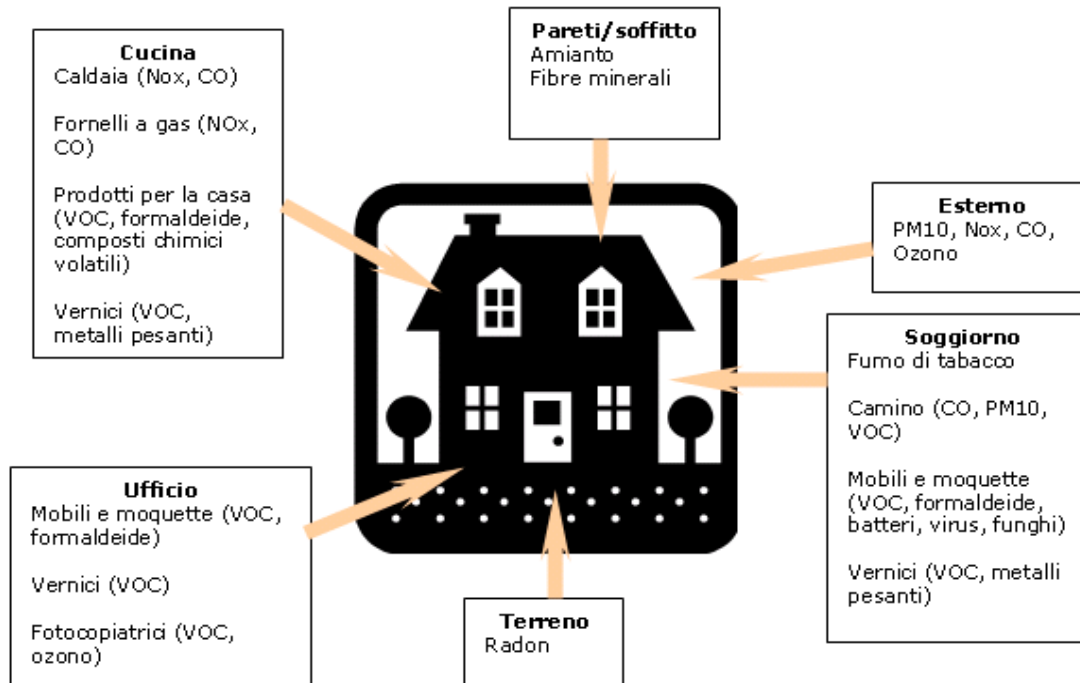 Cucina
Caldaia (Nox, CO)
Fornelli a gas (NOx,
CO)
Prodotti per la casa
(VOC, formaldeide,
composti chimici
volatili)
Vernici (VOC,
metalli pesanti)
Pareti/soffitto
Amianto
Fibre minerali
Esterno
PM10, Nox, CO,
Ozono
Soggiorno
Fumo di tabacco
Camino (CO, PM10,
VOC)
Mobili e moquette
(VOC, formaldeide,
batteri, virus, funghi)
Vernici (VOC, metalli
pesanti)
Ufficio
Mobili e moquette (VOC,
formaldeide)
Vernici (VOC)
Fotocopiatrici (VOC,
ozono)
Terreno
Radon